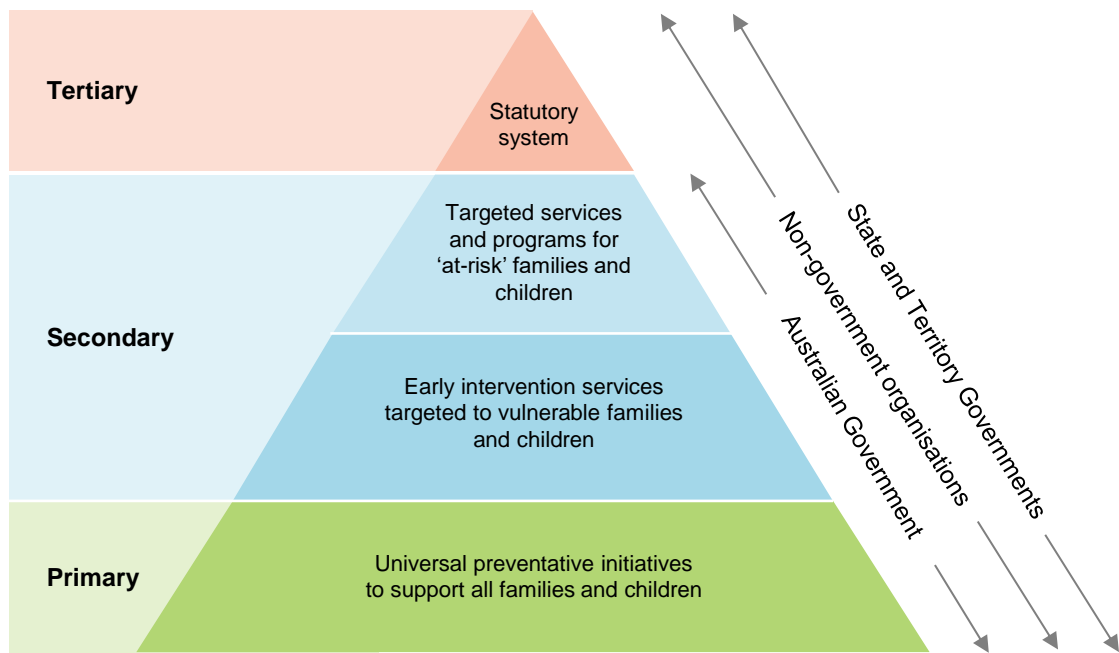 Tertiary
Statutory
system
Secondary
Targeted services
and programs for
‘at-risk’ families and
children
Early intervention services
targeted to vulnerable families
and children
Primary
Universal preventative initiatives
to support all families and children
Australian Government
Non-government organisations
State and Territory Governments